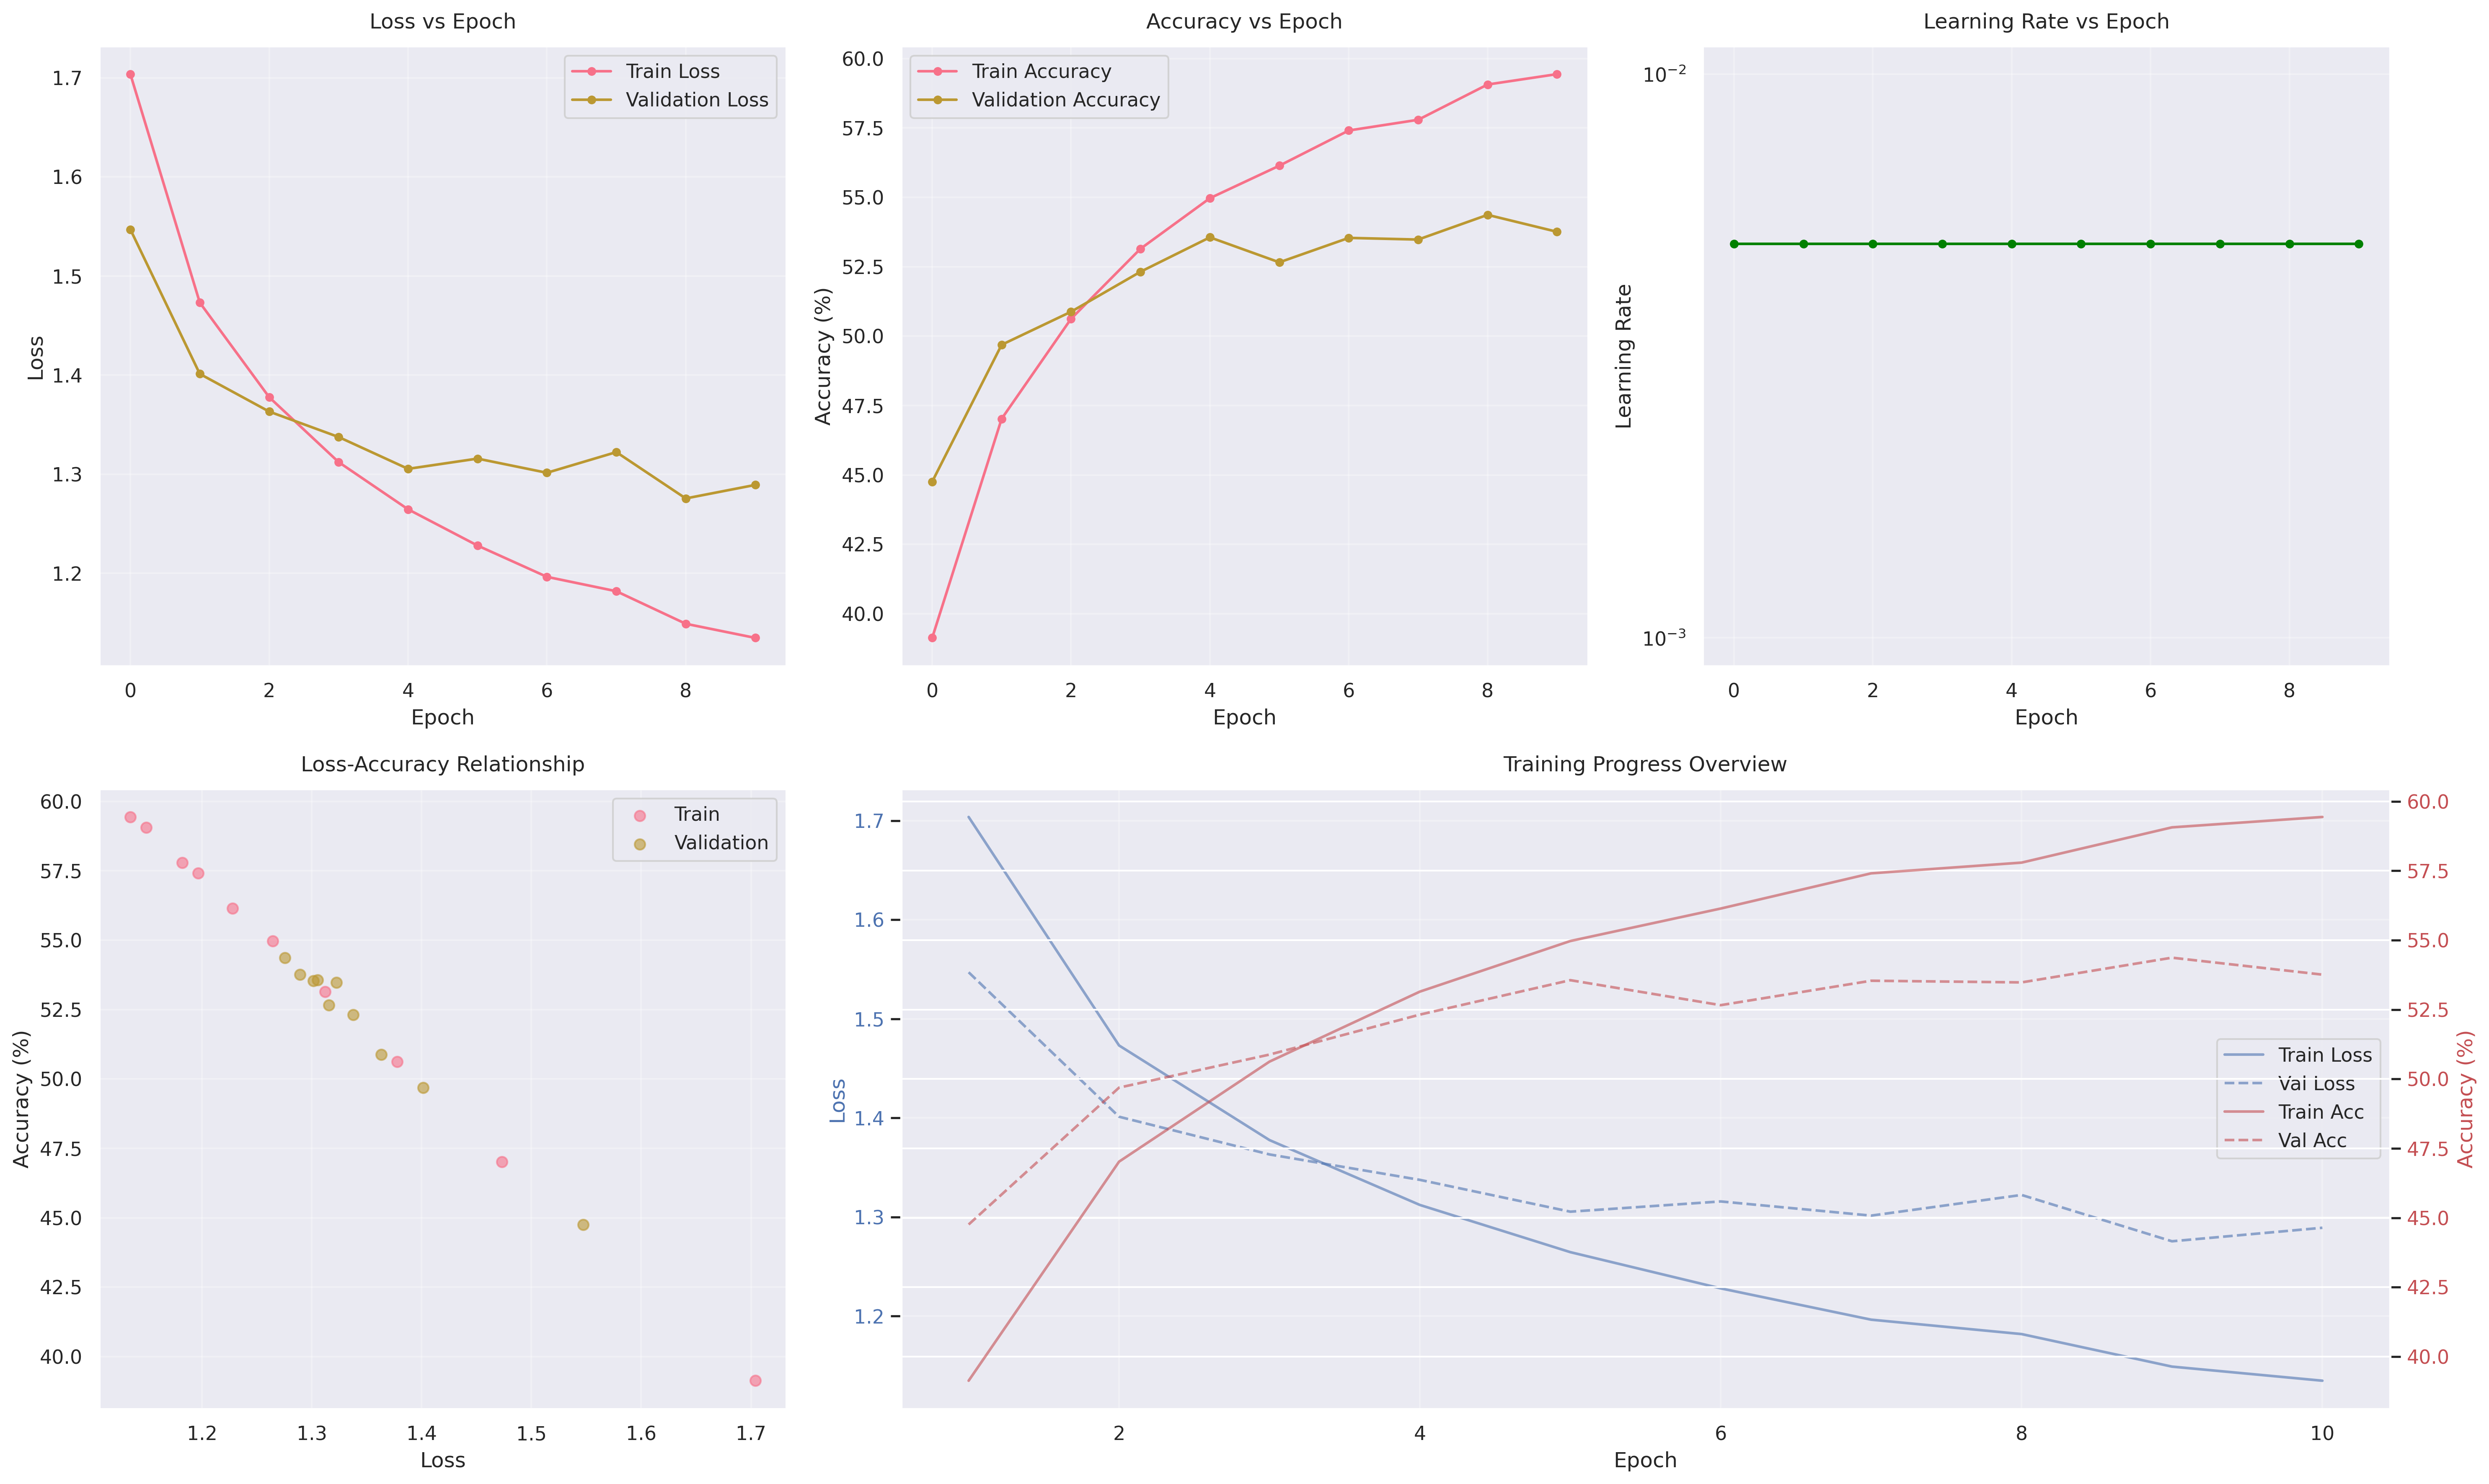 Loss vs Epoch
Train Loss
Validation Loss
1.7
1.6
1.5
1.4
1.3
1.2
Loss
0 2 4 6 8
Epoch
Accuracy vs Epoch
Train Accuracy
Validation Accuracy
60.0
57.5
55.0
52.5
50.0
47.5
45.0
42.5
40.0
Accuracy (%)
0 2 4 6 8
Epoch
Learning Rate vs Epoch
10⁻²
10⁻³
Learning Rate
0 2 4 6 8
Epoch
Loss-Accuracy Relationship
Train
Validation
60.0
57.5
55.0
52.5
50.0
47.5
45.0
42.5
40.0
Accuracy (%)
1.2 1.3 1.4 1.5 1.6 1.7
Loss
Training Progress Overview
1.7
1.6
1.5
1.4
1.3
1.2
Loss
Train Loss
Vai Loss
Train Acc
Val Acc
60.0
57.5
55.0
52.5
50.0
47.5
45.0
42.5
40.0
Accuracy (%)
2 4 6 8 10
Epoch